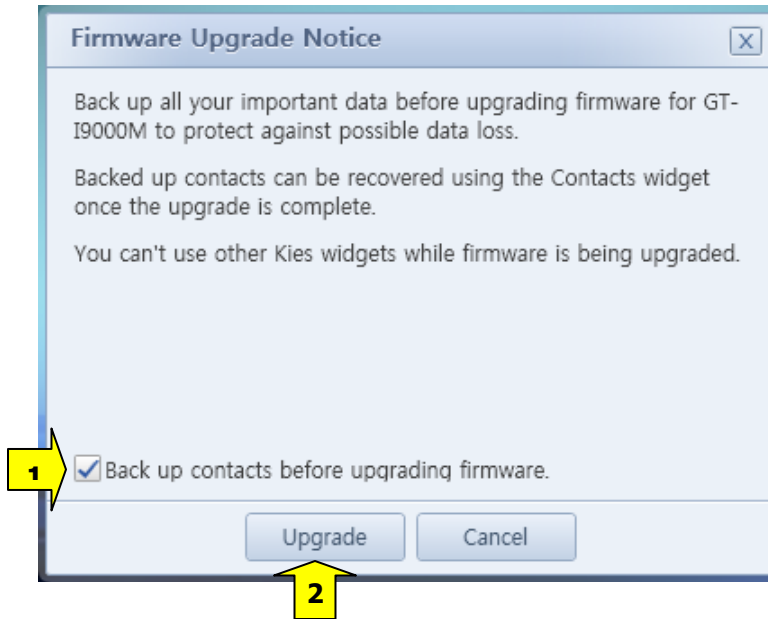 Firmware Upgrade Notice
X
Back up all your important data before upgrading firmware for GT-
I9000M to protect against possible data loss.
Backed up contacts can be recovered using the Contacts widget
once the upgrade is complete.
You can't use other Kies widgets while firmware is being upgraded.
1
Back up contacts before upgrading firmware.
Upgrade Cancel
2